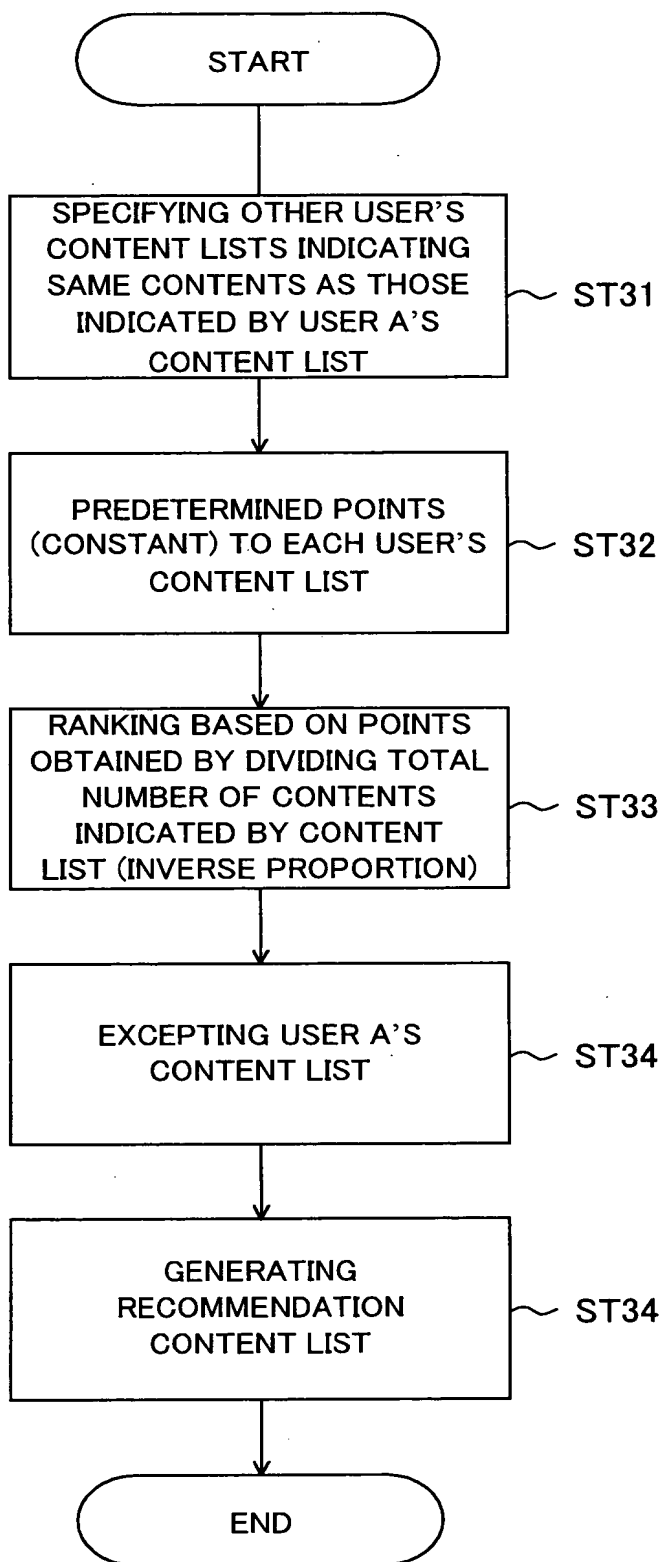 START
SPECIFYING OTHER USER'S
CONTENT LISTS INDICATING
SAME CONTENTS AS THOSE
INDICATED BY USER A'S
CONTENT LIST
ST31
PREDETERMINED POINTS
(CONSTANT) TO EACH USER'S
CONTENT LIST
ST32
RANKING BASED ON POINTS
OBTAINED BY DIVIDING TOTAL
NUMBER OF CONTENTS
INDICATED BY CONTENT
LIST (INVERSE PROPORTION)
ST33
EXCEPTING USER A'S
CONTENT LIST
ST34
GENERATING
RECOMMENDATION
CONTENT LIST
ST34
END